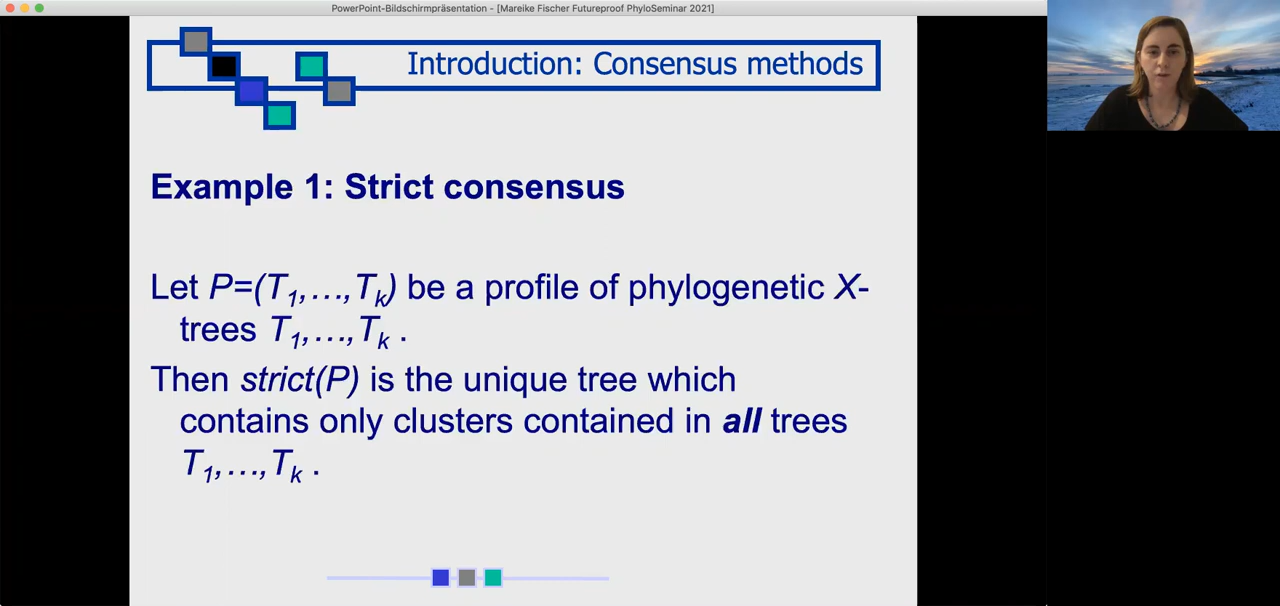 PowerPoint-Bildschirmpräsentation - [Mareike Fischer Futureproof PhyloSeminar 2021]
Introduction: Consensus methods
Example 1: Strict consensus
Let P=(T1,…,Tk) be a profile of phylogenetic X-
trees T1,…,Tk .
Then strict(P) is the unique tree which
contains only clusters contained in all trees
T1,…,Tk .